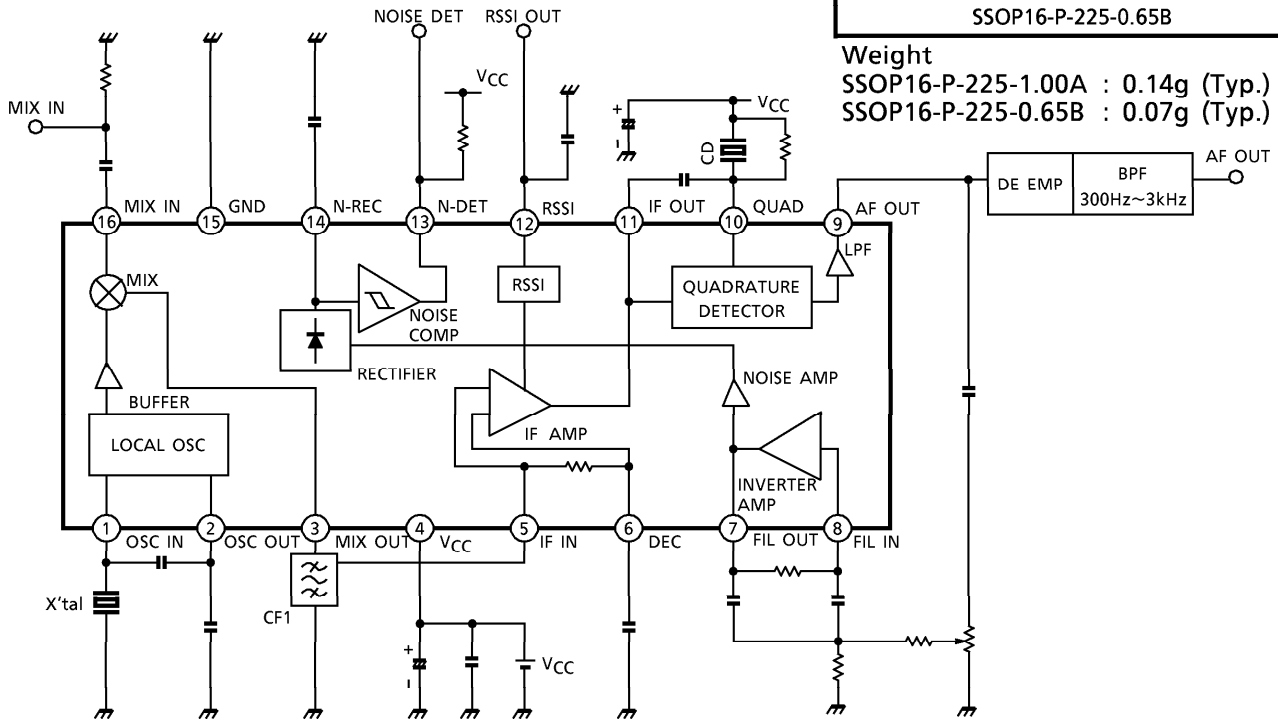 SSOP16-P-225-0.65B
Weight
SSOP16-P-225-1.00A : 0.14g (Typ.)
SSOP16-P-225-0.65B : 0.07g (Typ.)
NOISE DET
RSSI OUT
VCC
MIX IN
+
-
VCC
CD
DE EMP
BPF
300Hz~3kHz
AF OUT
16
MIX IN
15
GND
14
N-REC
13
N-DET
12
RSSI
11
IF OUT
10
QUAD
9
AF OUT
LPF
MIX
RSSI
QUADRATURE
DETECTOR
NOISE
COMP
RECTIFIER
NOISE AMP
BUFFER
LOCAL OSC
IF AMP
INVERTER
AMP
1
OSC IN
2
OSC OUT
3
MIX OUT
4
VCC
5
IF IN
6
DEC
7
FIL OUT
8
FIL IN
X'tal
CF1
+
-
VCC